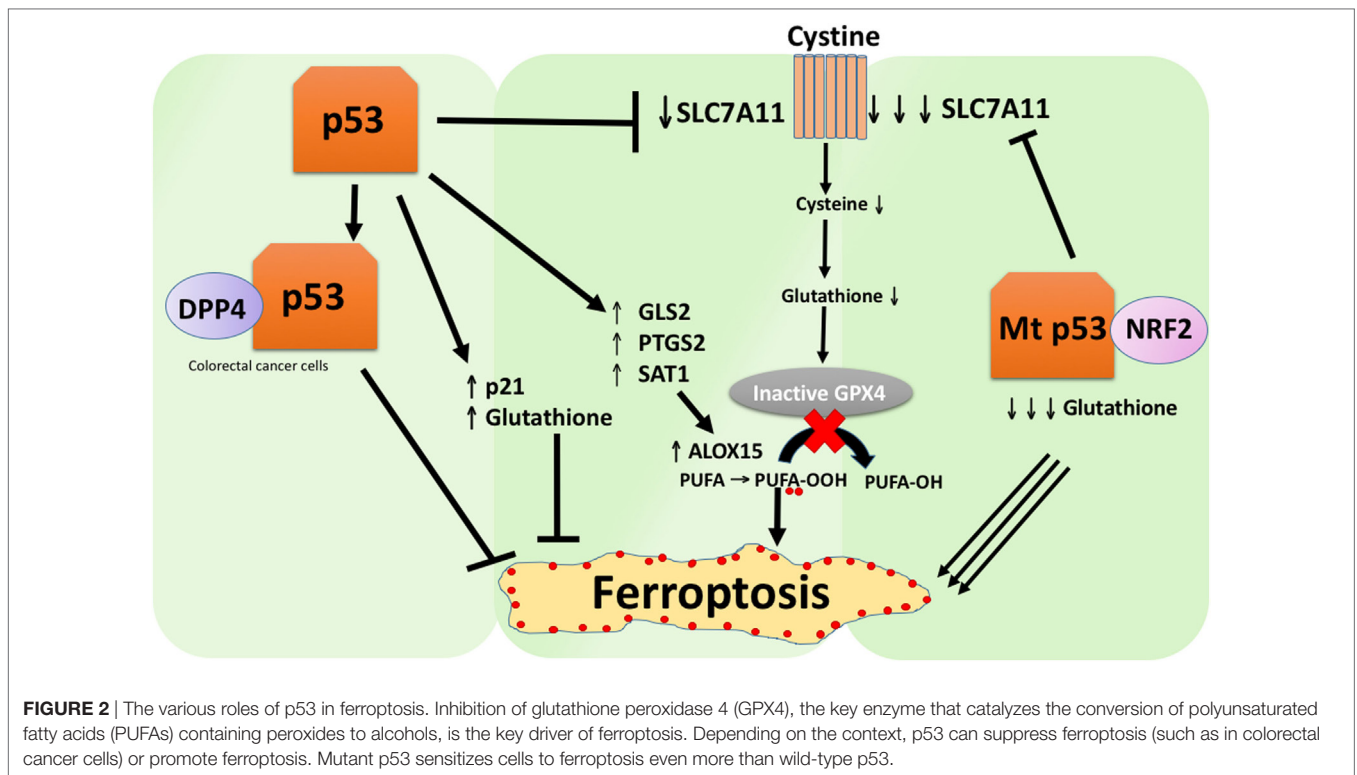 Cystine
p53
↓ SLC7A11
↓ ↓ ↓ SLC7A11
Cysteine ↓
DPP4
p53
Colorectal cancer cells
Glutathione ↓
↑ GLS2
↑ PTGS2
↑ SAT1
Mt p53
NRF2
↑ p21
↑ Glutathione
Inactive GPX4
↓ ↓ ↓ Glutathione
↑ ALOX15
PUFA → PUFA-OOH
PUFA-OH
Ferroptosis
FIGURE 2 | The various roles of p53 in ferroptosis. Inhibition of glutathione peroxidase 4 (GPX4), the key enzyme that catalyzes the conversion of polyunsaturated
fatty acids (PUFAs) containing peroxides to alcohols, is the key driver of ferroptosis. Depending on the context, p53 can suppress ferroptosis (such as in colorectal
cancer cells) or promote ferroptosis. Mutant p53 sensitizes cells to ferroptosis even more than wild-type p53.